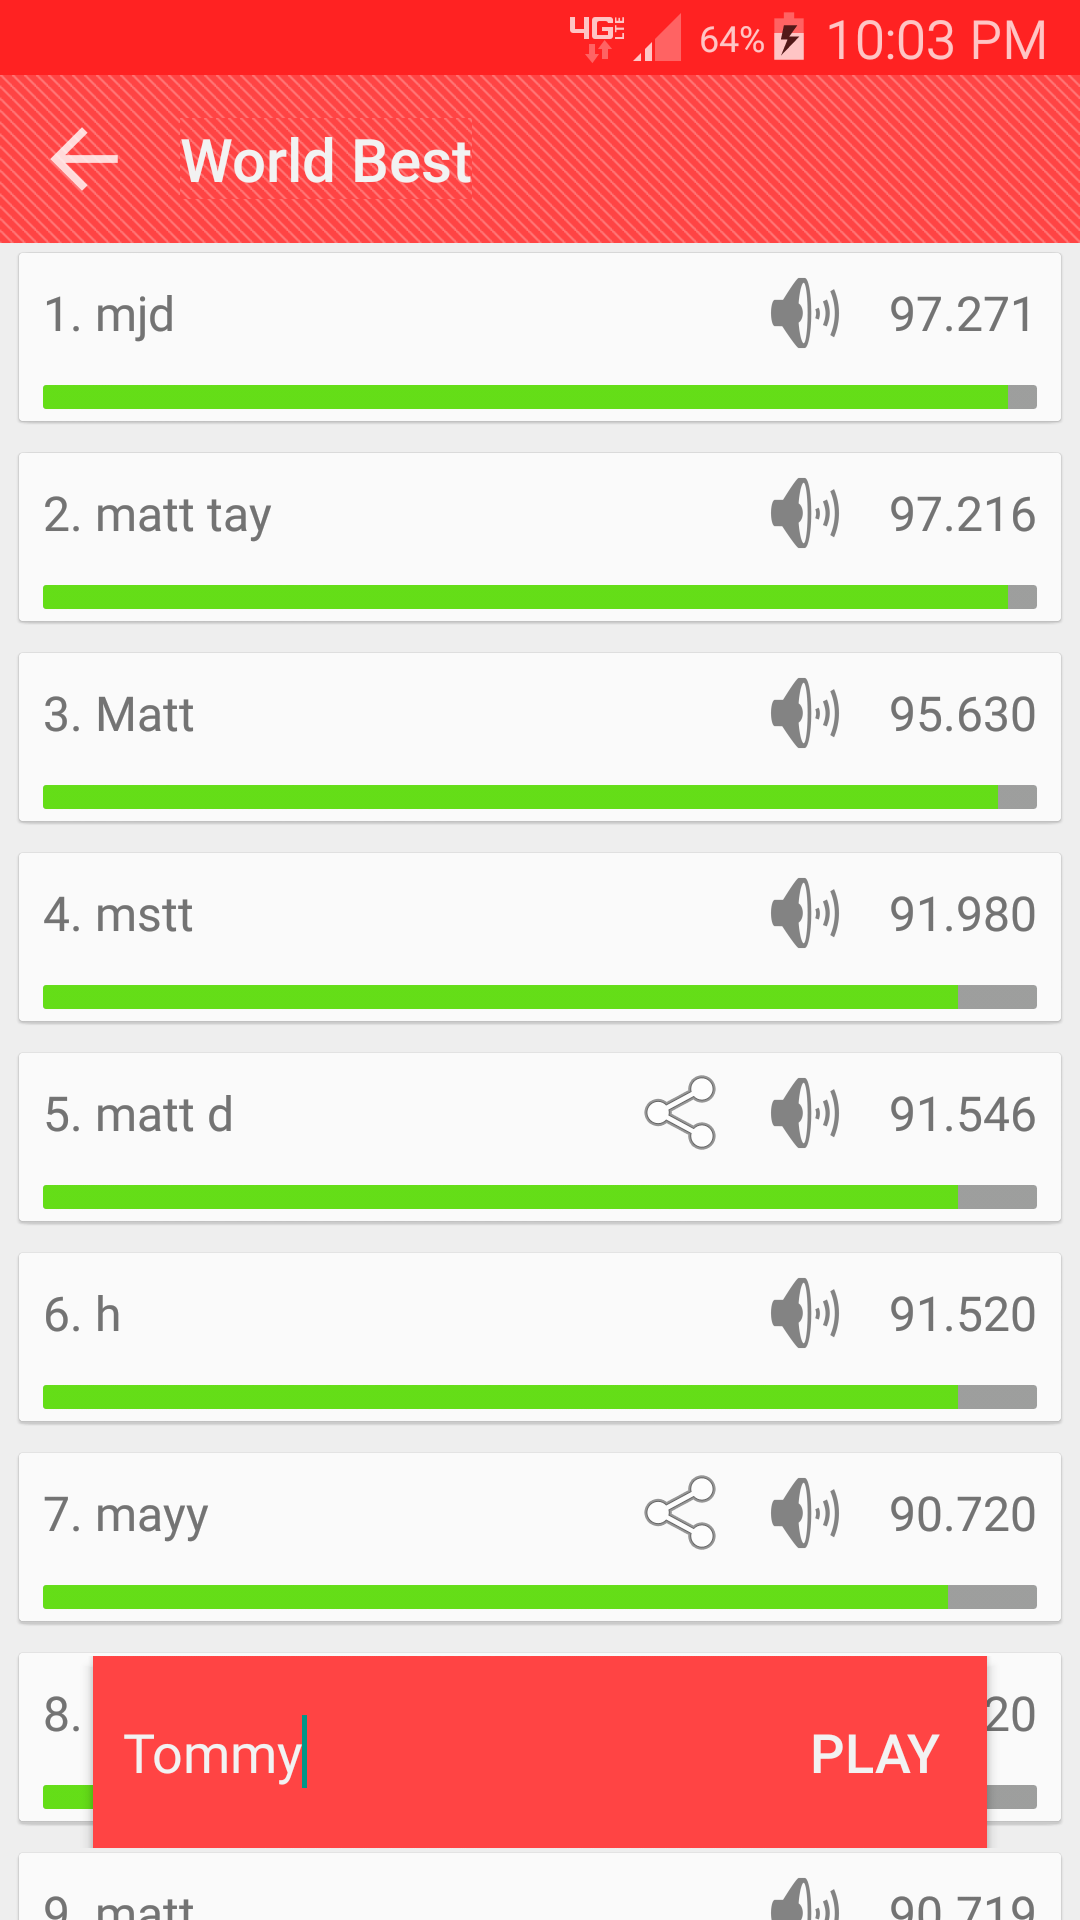 4G LTE 64% 10:03 PM
World Best
1. mjd 97.271
2. matt tay 97.216
3. Matt 95.630
4. mstt 91.980
5. matt d 91.546
6. h 91.520
7. mayy 90.720
8. 20
Tommy PLAY
9. matt 90.719